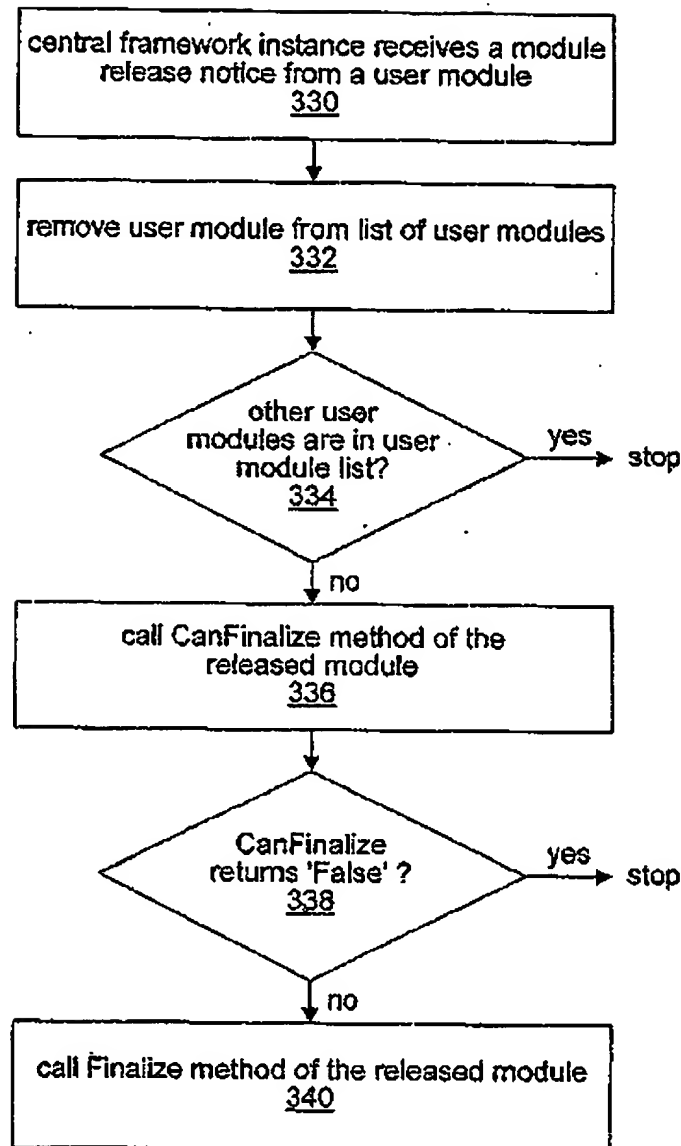 central framework instance receives a module
release notice from a user module
330
remove user module from list of user modules
332
other user
modules are in user
module list?
334
yes
stop
no
call CanFinalize method of the
released module
336
CanFinalize
returns 'False' ?
338
yes
stop
no
call Finalize method of the released module
340